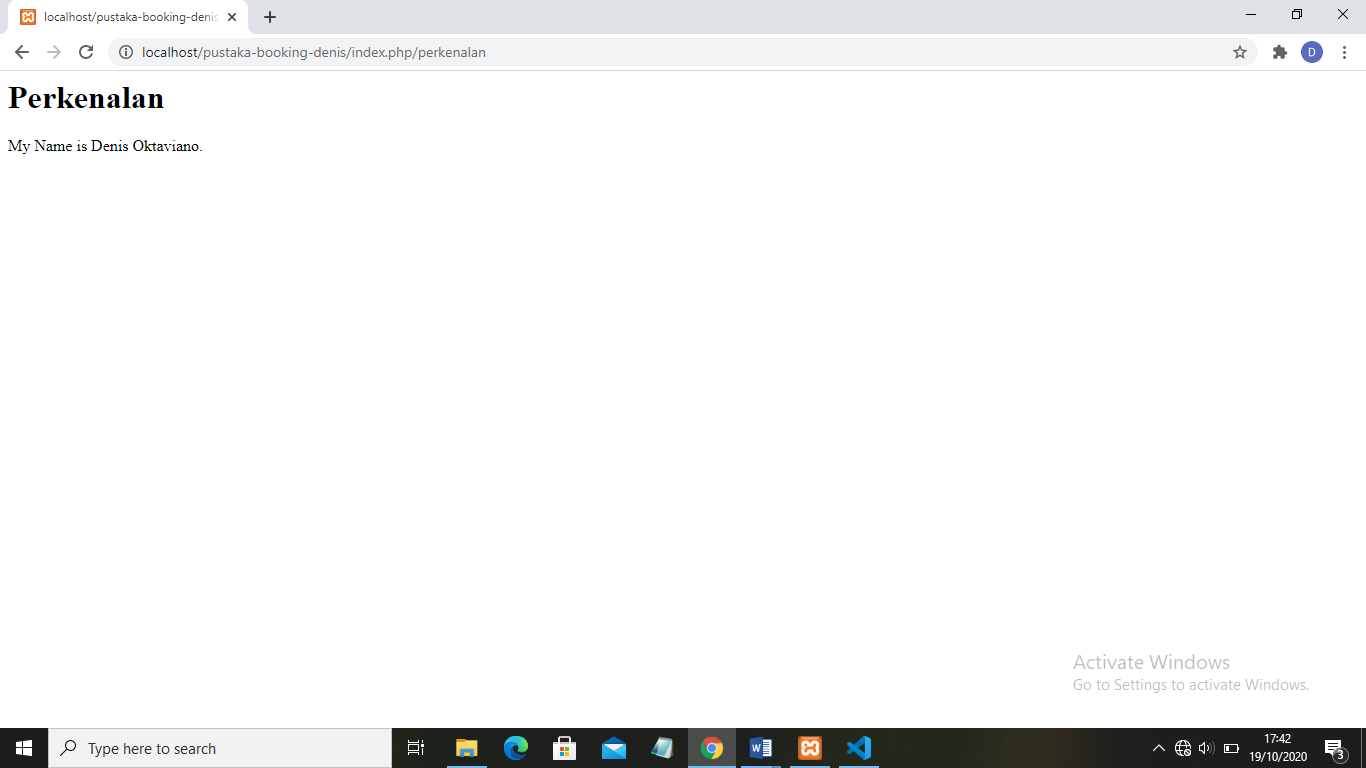 localhost/pustaka-booking-denis
localhost/pustaka-booking-denis/index.php/perkenalan
D
Perkenalan
My Name is Denis Oktaviano.
Activate Windows
Go to Settings to activate Windows.
Type here to search
17:42
19/10/2020
3